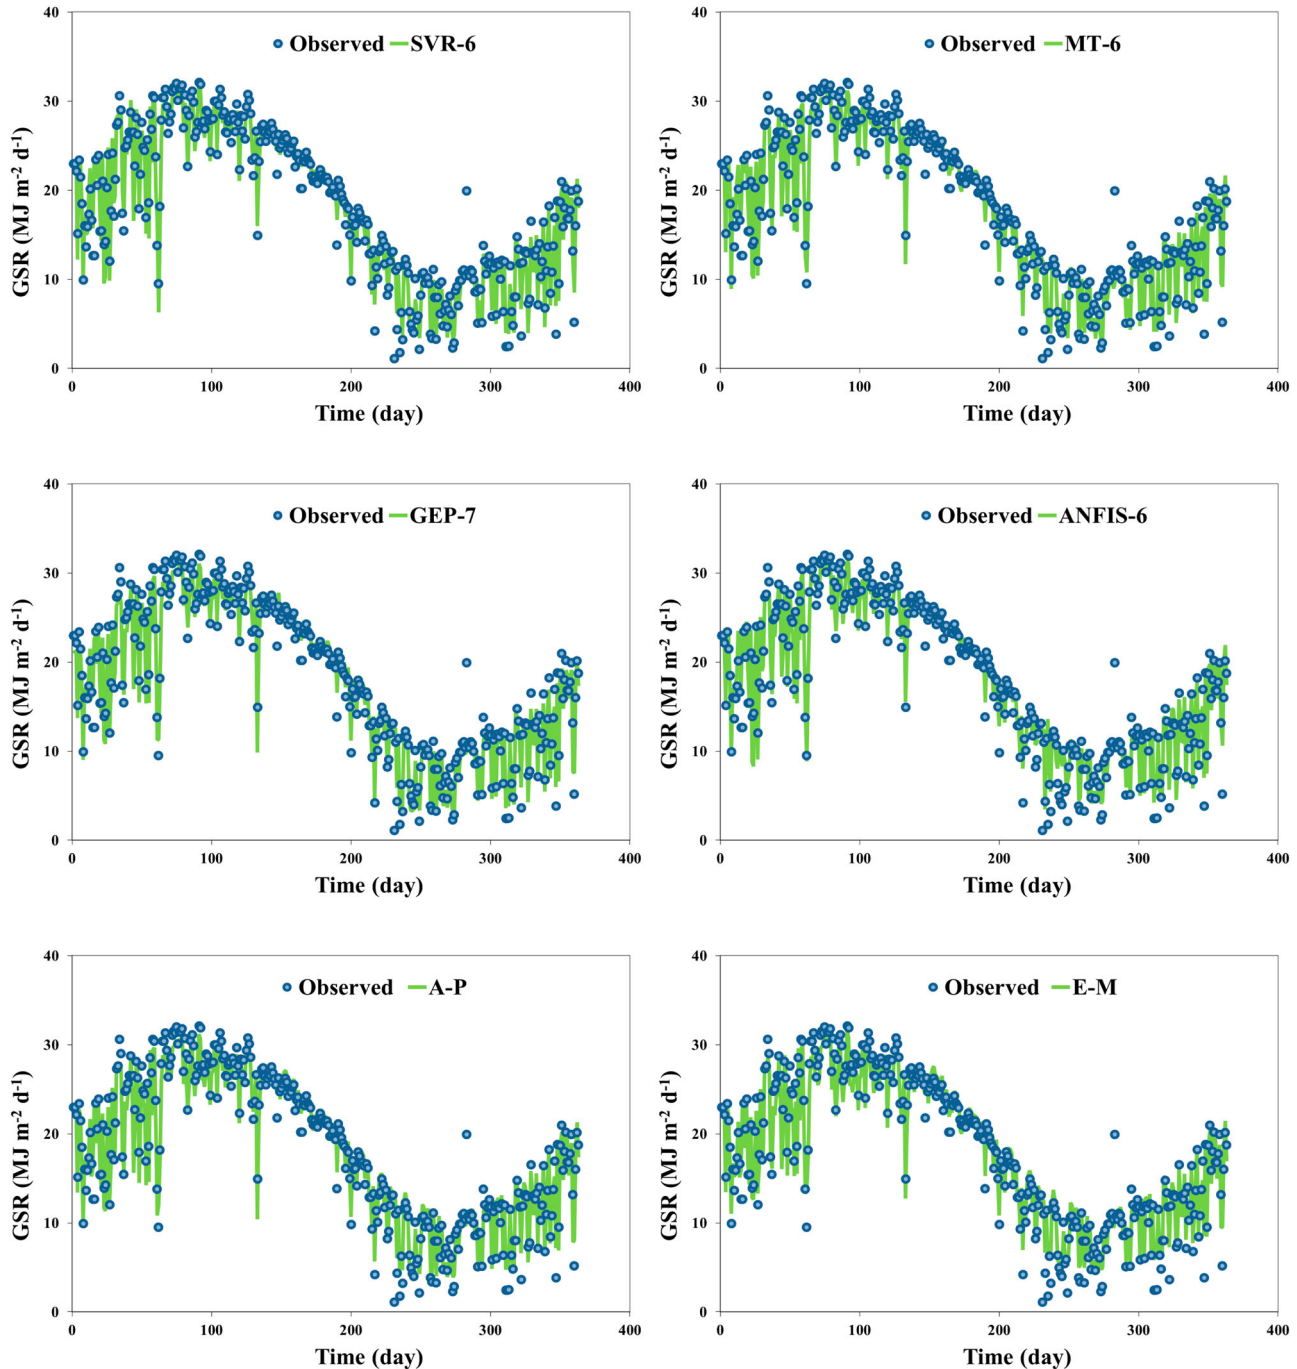 40
Observed SVR-6
30
20
10
0
0 100 200 300 400
GSR (MJ m-2 d-1)
Time (day)
40
Observed MT-6
30
20
10
0
0 100 200 300 400
GSR (MJ m-2 d-1)
Time (day)
40
Observed GEP-7
30
20
10
0
0 100 200 300 400
GSR (MJ m-2 d-1)
Time (day)
40
Observed ANFIS-6
30
20
10
0
0 100 200 300 400
GSR (MJ m-2 d-1)
Time (day)
40
Observed A-P
30
20
10
0
0 100 200 300 400
GSR (MJ m-2 d-1)
Time (day)
40
Observed E-M
30
20
10
0
0 100 200 300 400
GSR (MJ m-2 d-1)
Time (day)